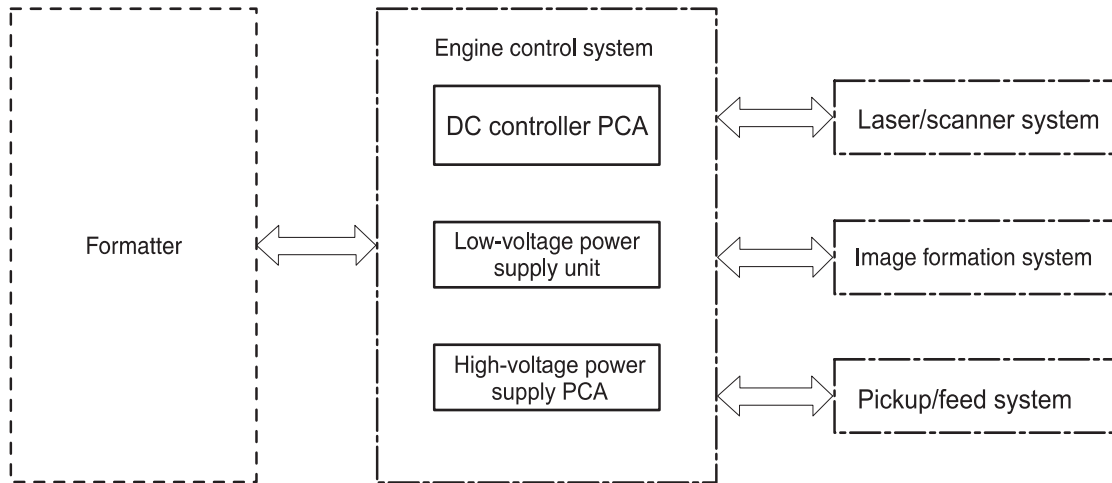 Engine control system
DC controller PCA
Laser/scanner system
Formatter
Low-voltage power
supply unit
Image formation system
High-voltage power
supply PCA
Pickup/feed system